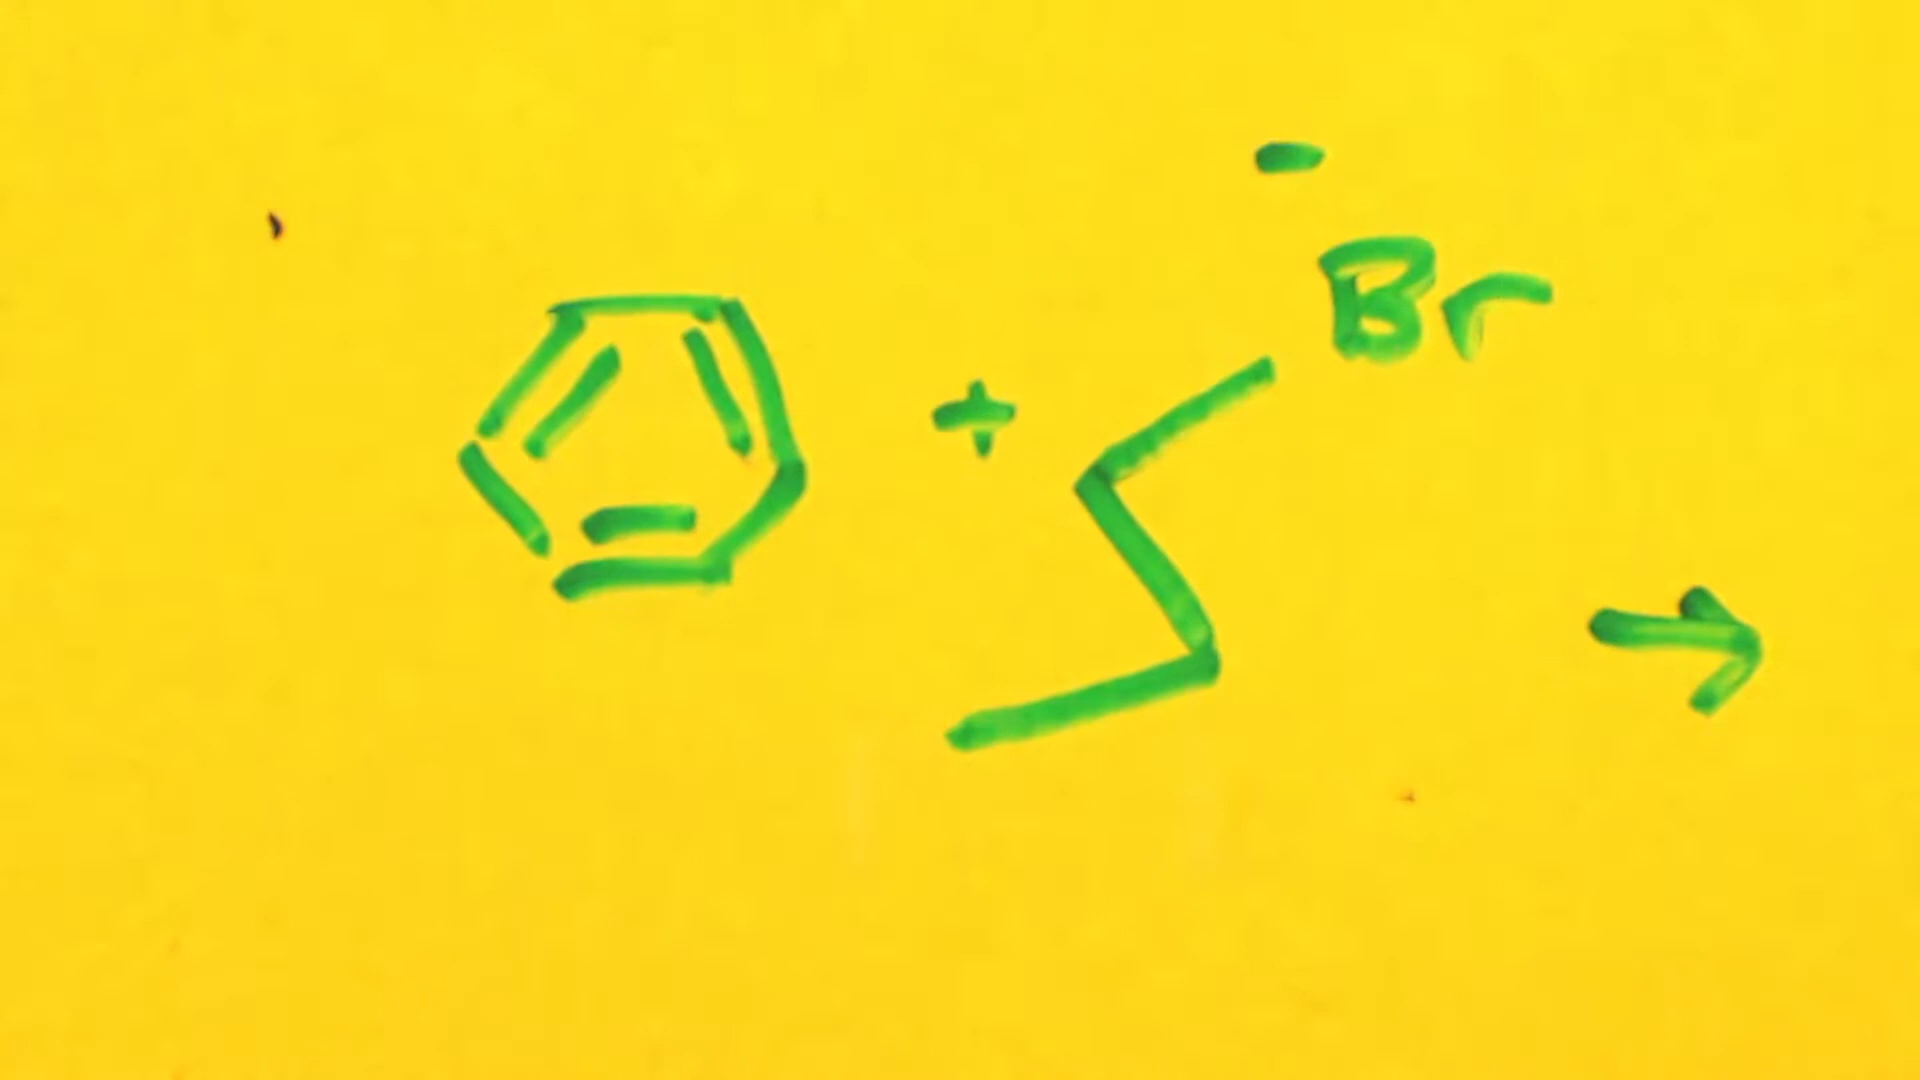 -
+ Br
→